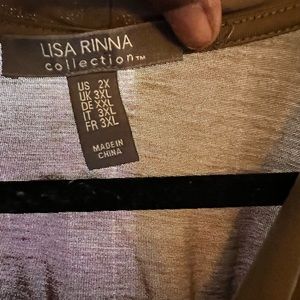 LISA RINNA
collection™
US 2X
UK 3XL
DE XXL
IT 3XL
FR 3XL
MADE IN
CHINA